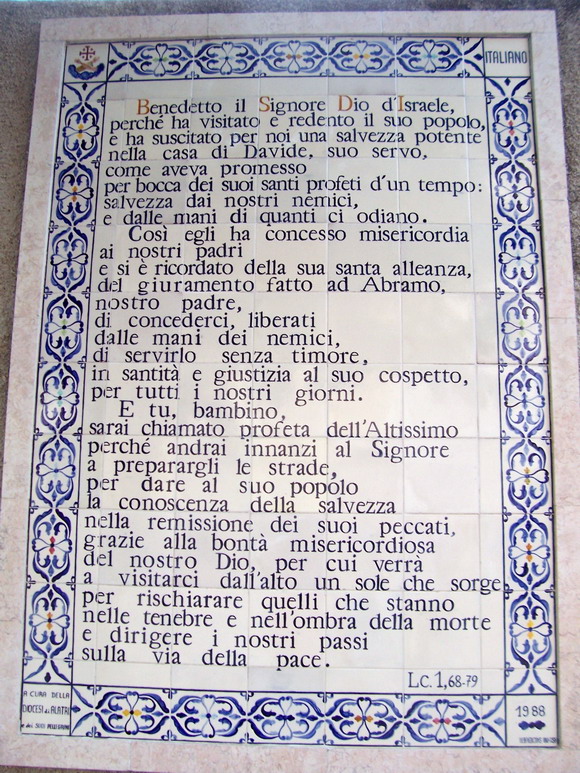 ITALIANO
Benedetto il Signore Dio d'Israele,
perché ha visitato e redento il suo popolo,
e ha suscitato per noi una salvezza potente
nella casa di Davide, suo servo,
come aveva promesso
per bocca dei suoi santi profeti d'un tempo:
salvezza dai nostri nemici,
e dalle mani di quanti ci odiano.
Così egli ha concesso misericordia
ai nostri padri
e si è ricordato della sua santa alleanza,
del giuramento fatto ad Abramo,
nostro padre,
di concederci, liberati
dalle mani dei nemici,
di servirlo senza timore,
in santità e giustizia al suo cospetto,
per tutti i nostri giorni.
E tu, bambino,
sarai chiamato profeta dell'Altissimo
perché andrai innanzi al Signore
a preparargli le strade,
per dare al suo popolo
la conoscenza della salvezza
nella remissione dei suoi peccati,
grazie alla bontà misericordiosa
del nostro Dio, per cui verrà
a visitarci dall'alto un sole che sorge
per rischiarare quelli che stanno
nelle tenebre e nell'ombra della morte
e dirigere i nostri passi
sulla via della pace.
Lc. 1,68-79
A CURA DELLA
DIOCESI di ALATRI
1988